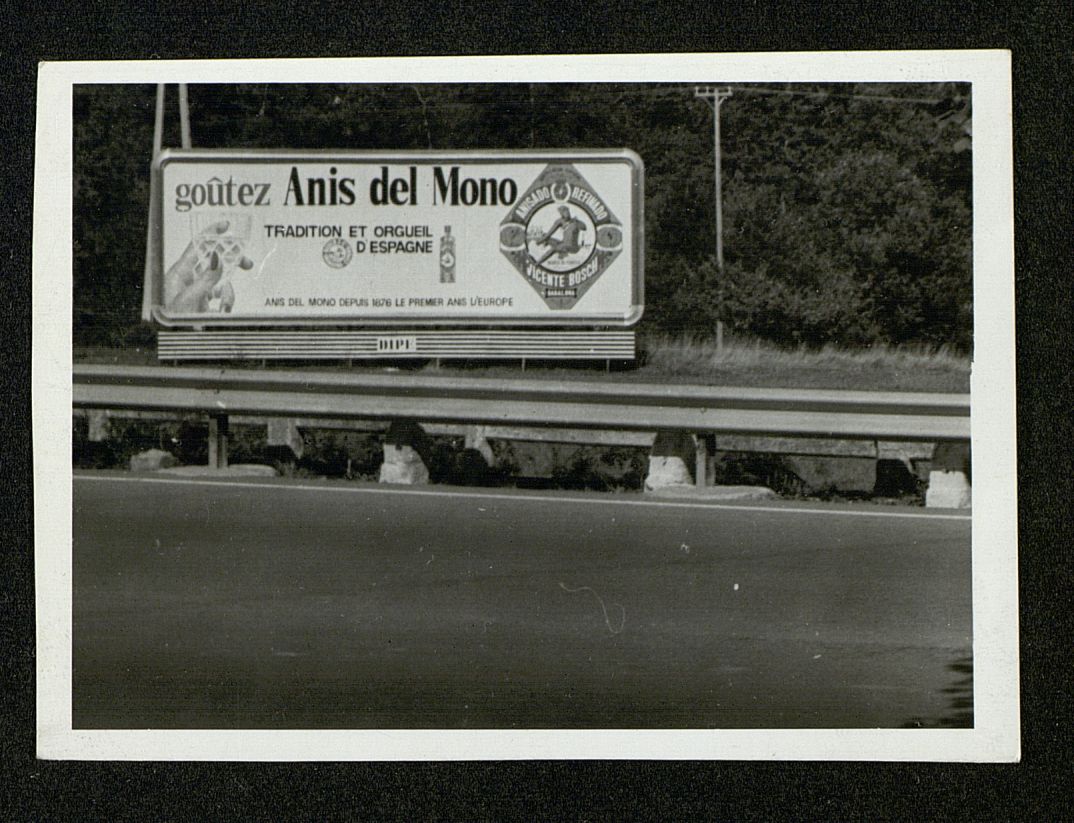 goûtez Anis del Mono
TRADITION ET ORGUEIL
D'ESPAGNE
ANIS DEL MONO DEPUIS 1876 LE PREMIER ANIS D'EUROPE
ANISADO REFINADO
VICENTE BOSCH
BADALONA
DIPE